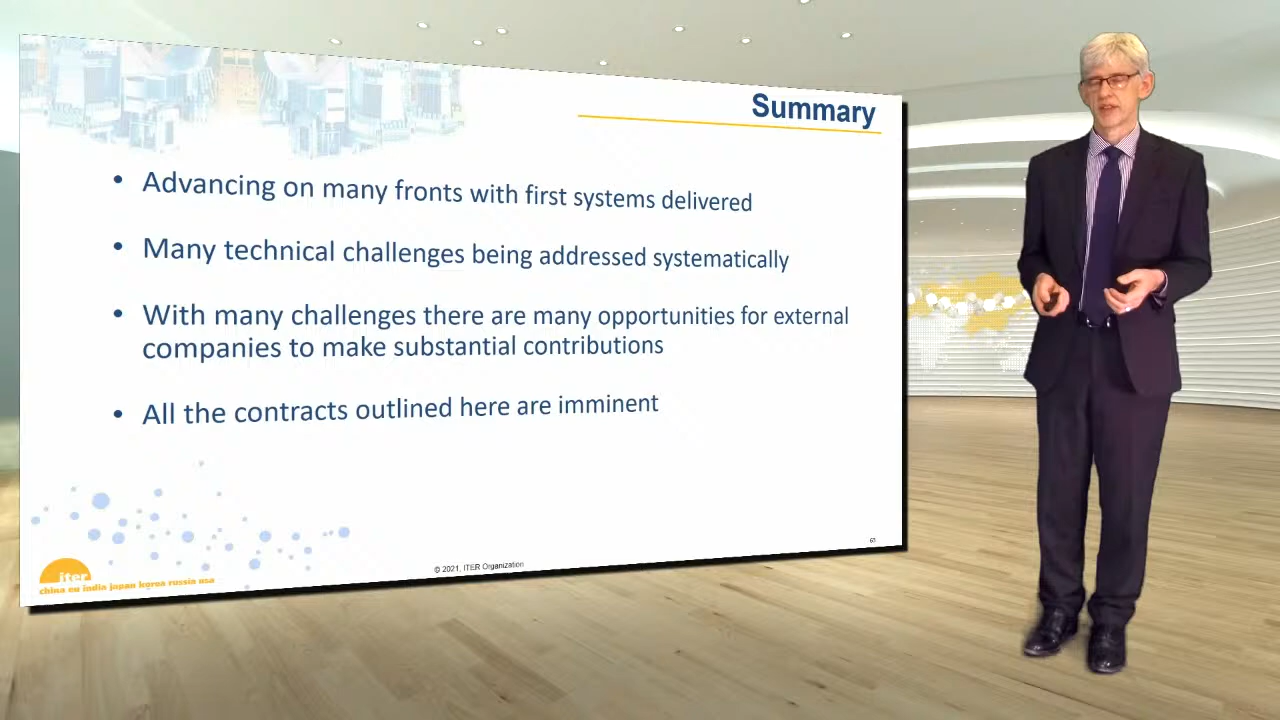 Summary
• Advancing on many fronts with first systems delivered
• Many technical challenges being addressed systematically
• With many challenges there are many opportunities for external
companies to make substantial contributions
• All the contracts outlined here are imminent
61
© 2021, ITER Organization
iter
china eu india japan korea russia usa